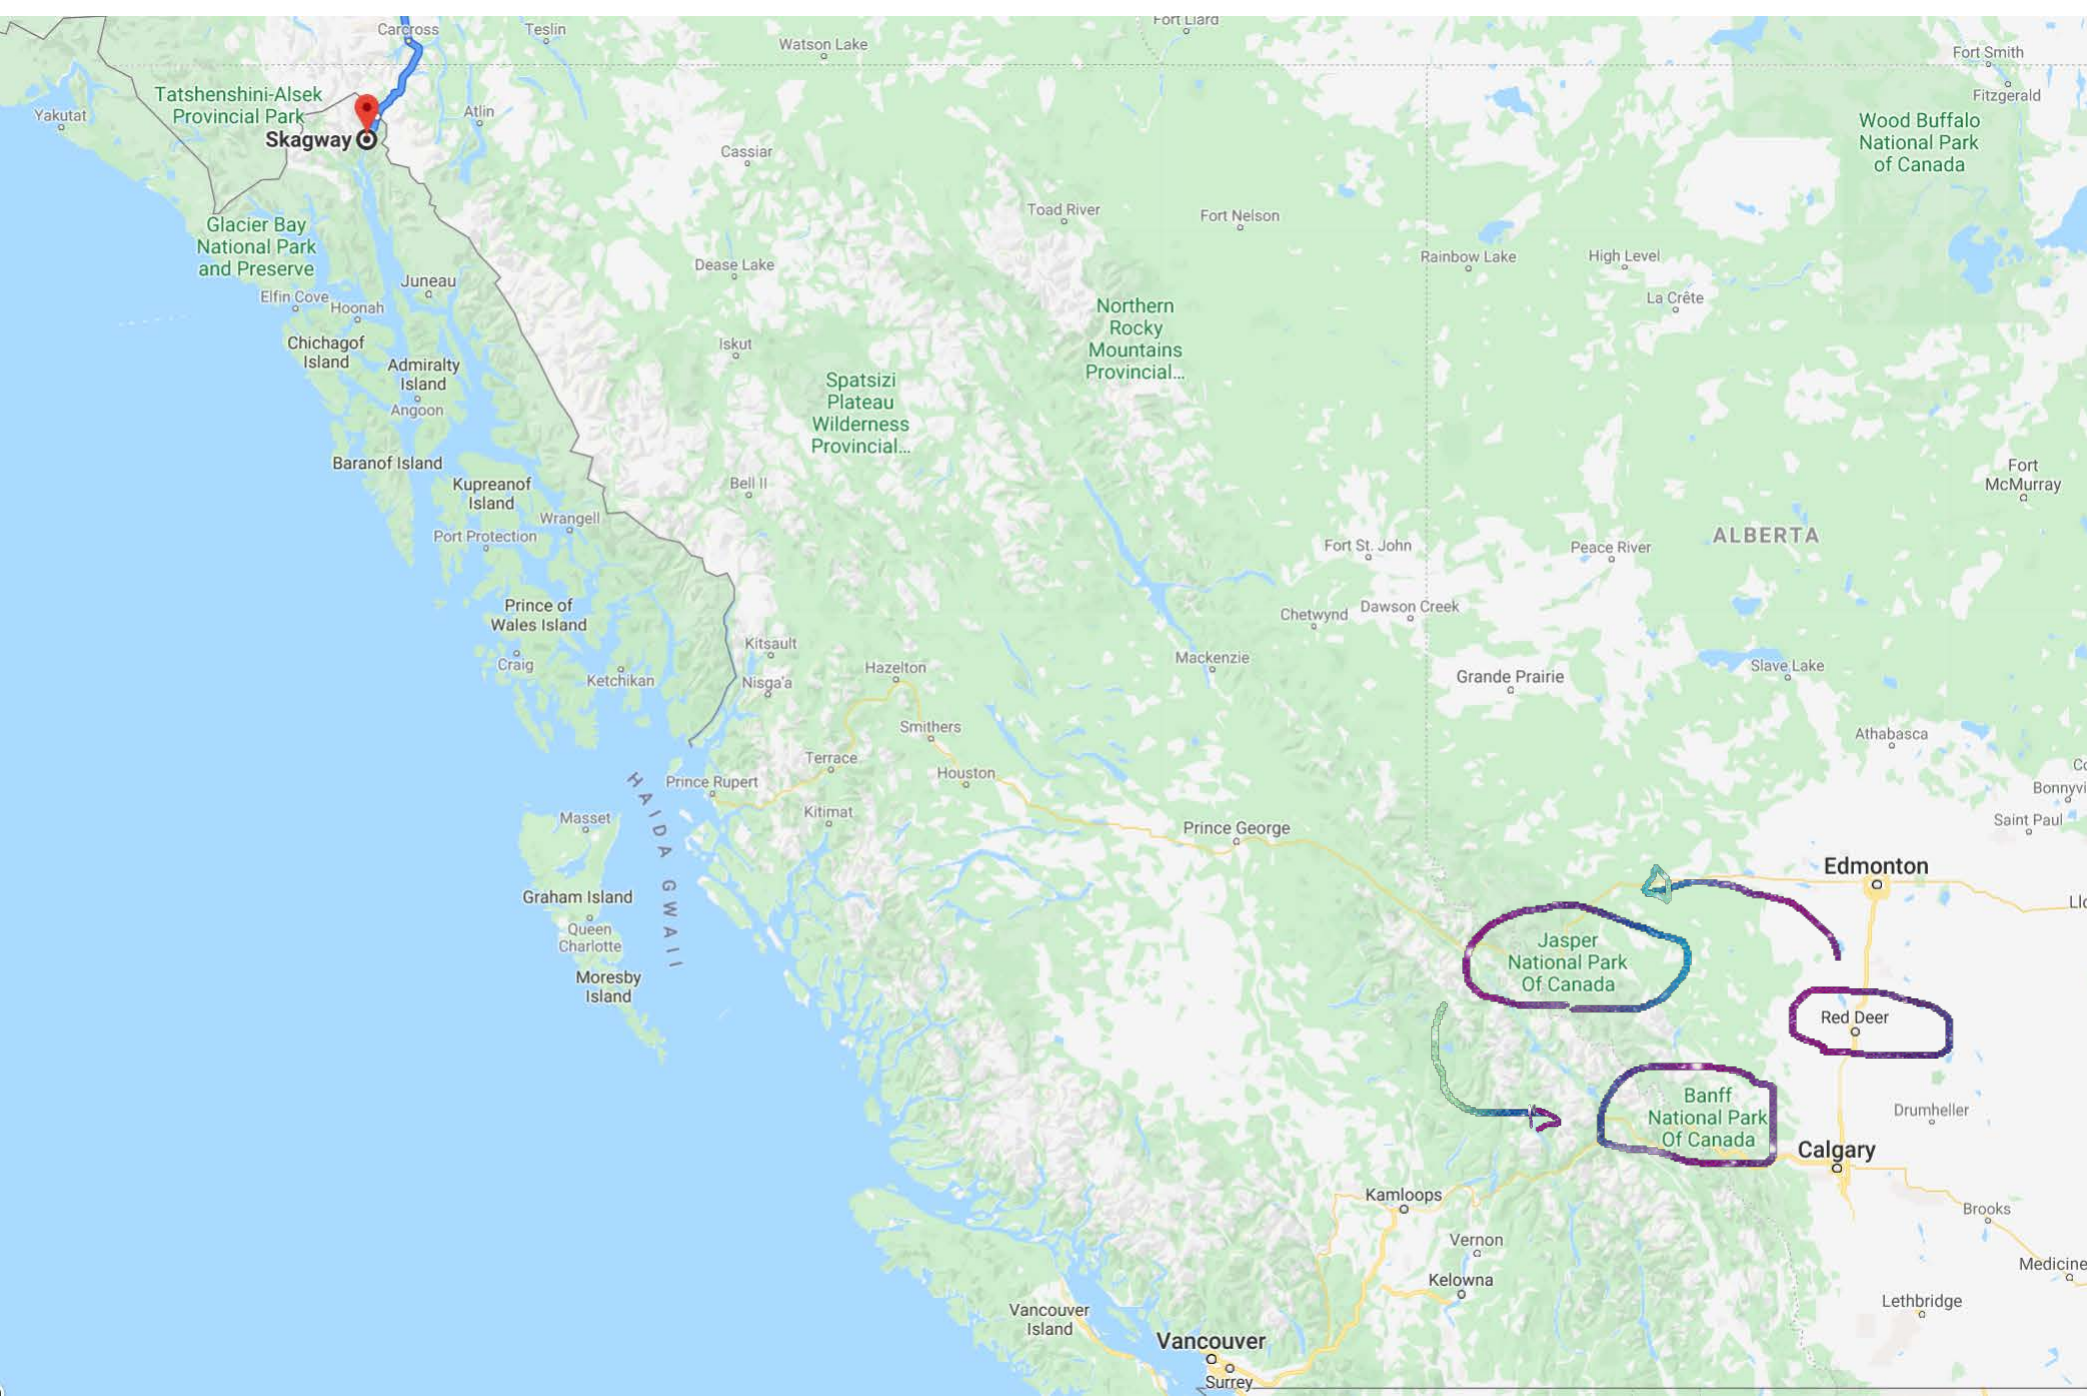 Carcross
Teslin
Watson Lake
Fort Liard
Fort Smith
Fitzgerald
Tatshenshini-Alsek
Provincial Park
Yakutat
Skagway
Atlin
Cassiar
Wood Buffalo
National Park
of Canada
Toad River
Fort Nelson
Glacier Bay
National Park
and Preserve
Juneau
Dease Lake
Rainbow Lake
High Level
La Crête
Elfin Cove
Hoonah
Chichagof
Island
Iskut
Northern
Rocky
Mountains
Provincial...
Admiralty
Island
Angoon
Spatsizi
Plateau
Wilderness
Provincial...
Baranof Island
Kupreanof
Island
Bell II
Fort
McMurray
Wrangell
Port Protection
Fort St. John
Peace River
ALBERTA
Prince of
Wales Island
Chetwynd
Dawson Creek
Kitsault
Craig
Ketchikan
Nisga'a
Hazelton
Mackenzie
Grande Prairie
Slave Lake
Smithers
Athabasca
Terrace
Houston
Prince Rupert
HAIDA GWAII
Bonnyvi
Kitimat
Masset
Prince George
Saint Paul
Edmonton
Graham Island
Queen
Charlotte
Jasper
National Park
Of Canada
Moresby
Island
Red Deer
Banff
National Park
Of Canada
Drumheller
Calgary
Kamloops
Brooks
Vernon
Medicine
Kelowna
Lethbridge
Vancouver
Island
Vancouver
Surrey